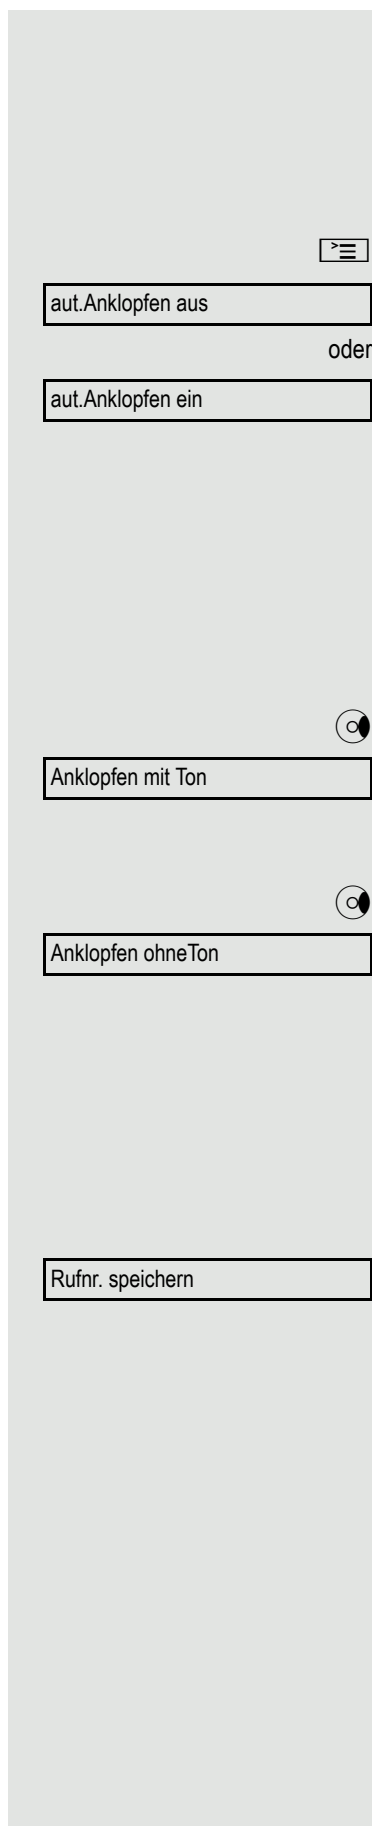 aut.Anklopfen aus
oder
aut.Anklopfen ein
Anklopfen mit Ton
Anklopfen ohneTon
Rufnr. speichern